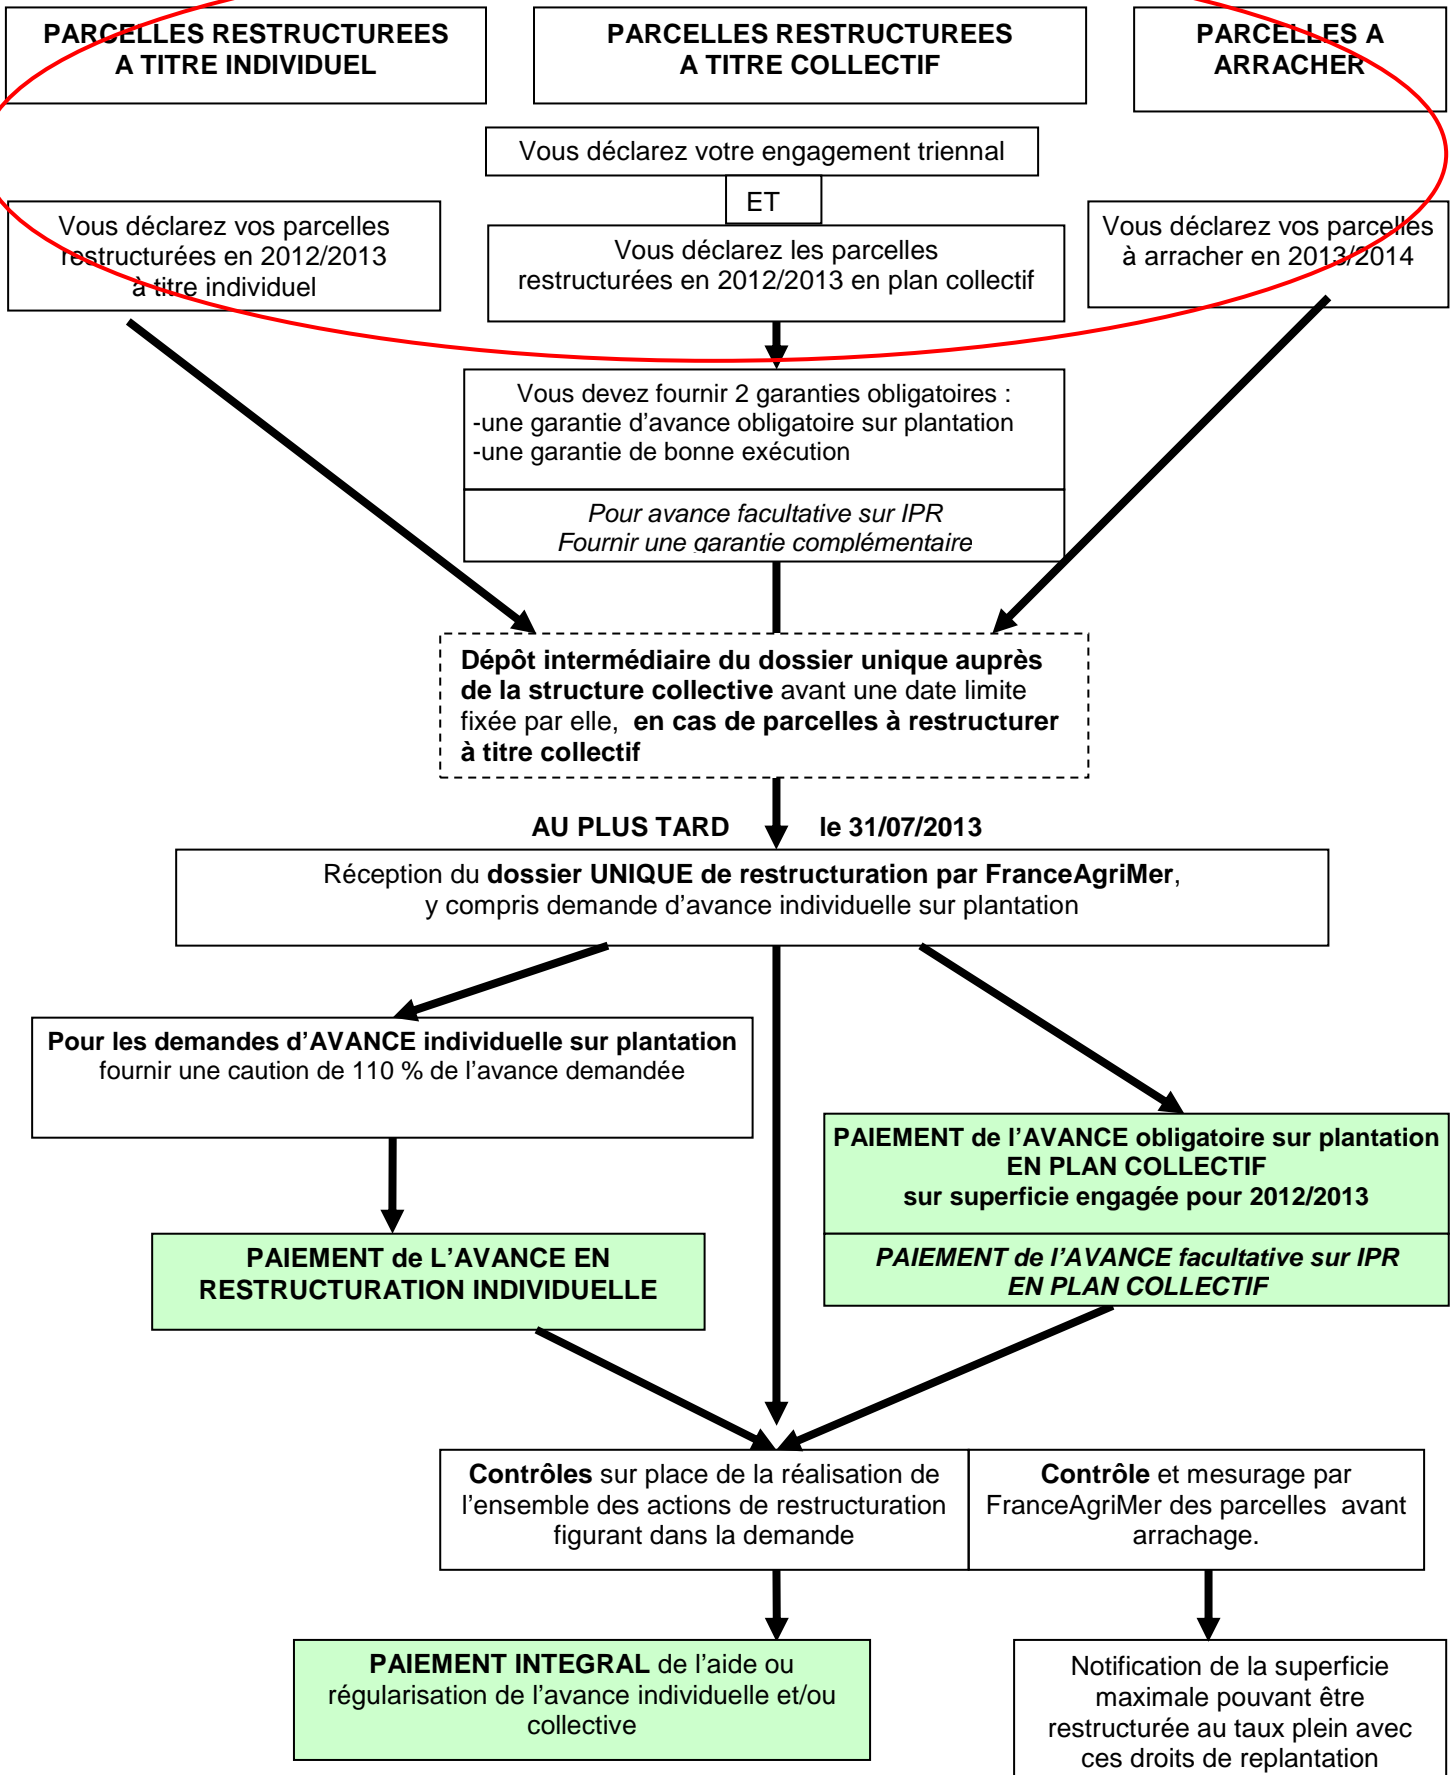 PARCELLES RESTRUCTUREES
A TITRE INDIVIDUEL
PARCELLES RESTRUCTUREES
A TITRE COLLECTIF
PARCELLES A
ARRACHER
Vous déclarez votre engagement triennal
ET
Vous déclarez vos parcelles
restructurées en 2012/2013
à titre individuel
Vous déclarez les parcelles
restructurées en 2012/2013 en plan collectif
Vous déclarez vos parcelles
à arracher en 2013/2014
Vous devez fournir 2 garanties obligatoires :
-une garantie d'avance obligatoire sur plantation
-une garantie de bonne exécution
Pour avance facultative sur IPR
Fournir une garantie complémentaire
Dépôt intermédiaire du dossier unique auprès
de la structure collective avant une date limite
fixée par elle, en cas de parcelles à restructurer
à titre collectif
AU PLUS TARD le 31/07/2013
Réception du dossier UNIQUE de restructuration par FranceAgriMer,
y compris demande d'avance individuelle sur plantation
Pour les demandes d'AVANCE individuelle sur plantation
fournir une caution de 110 % de l'avance demandée
PAIEMENT de l'AVANCE obligatoire sur plantation
EN PLAN COLLECTIF
sur superficie engagée pour 2012/2013
PAIEMENT de L'AVANCE EN
RESTRUCTURATION INDIVIDUELLE
PAIEMENT de l'AVANCE facultative sur IPR
EN PLAN COLLECTIF
Contrôles sur place de la réalisation de
l'ensemble des actions de restructuration
figurant dans la demande
Contrôle et mesurage par
FranceAgriMer des parcelles avant
arrachage.
PAIEMENT INTEGRAL de l'aide ou
régularisation de l'avance individuelle et/ou
collective
Notification de la superficie
maximale pouvant être
restructurée au taux plein avec
ces droits de replantation